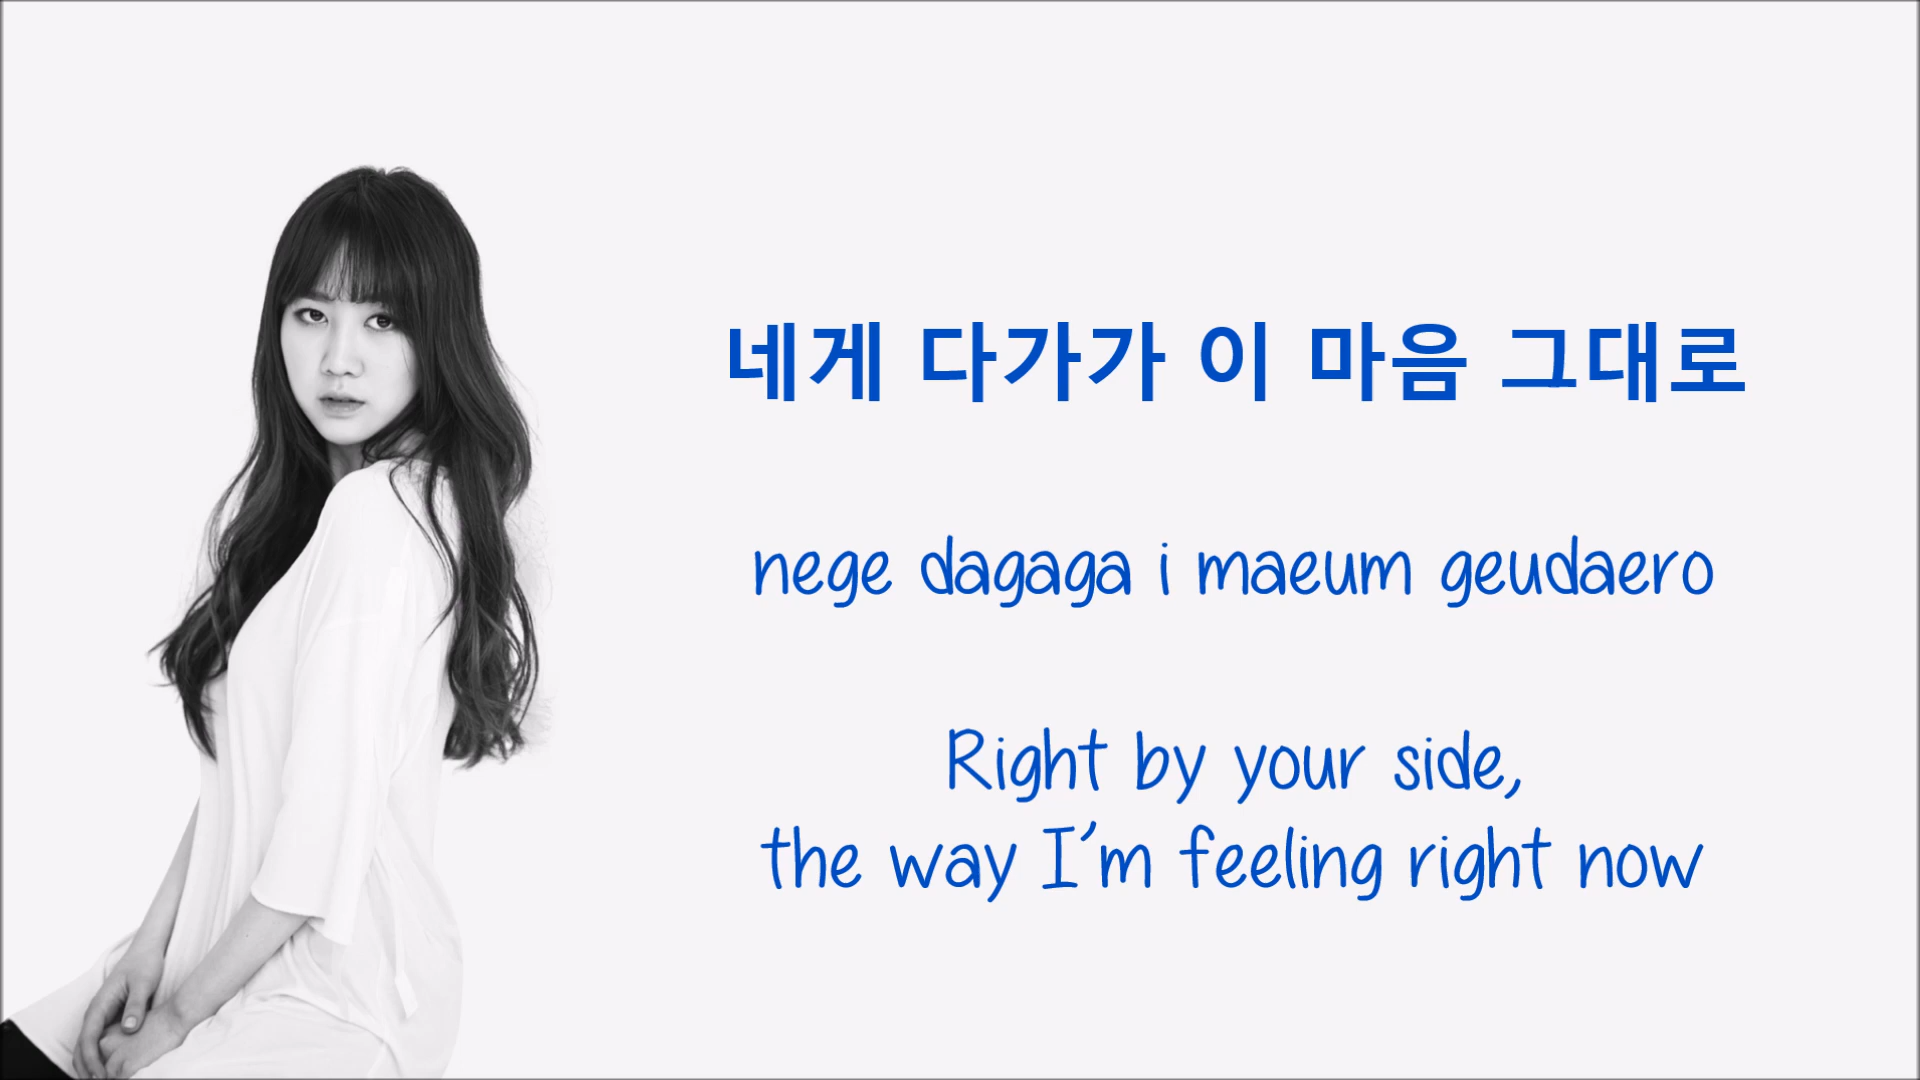 네게 다가가 이 마음 그대로
nege dagaga i maeum geudaero
Right by your side,
the way I'm feeling right now